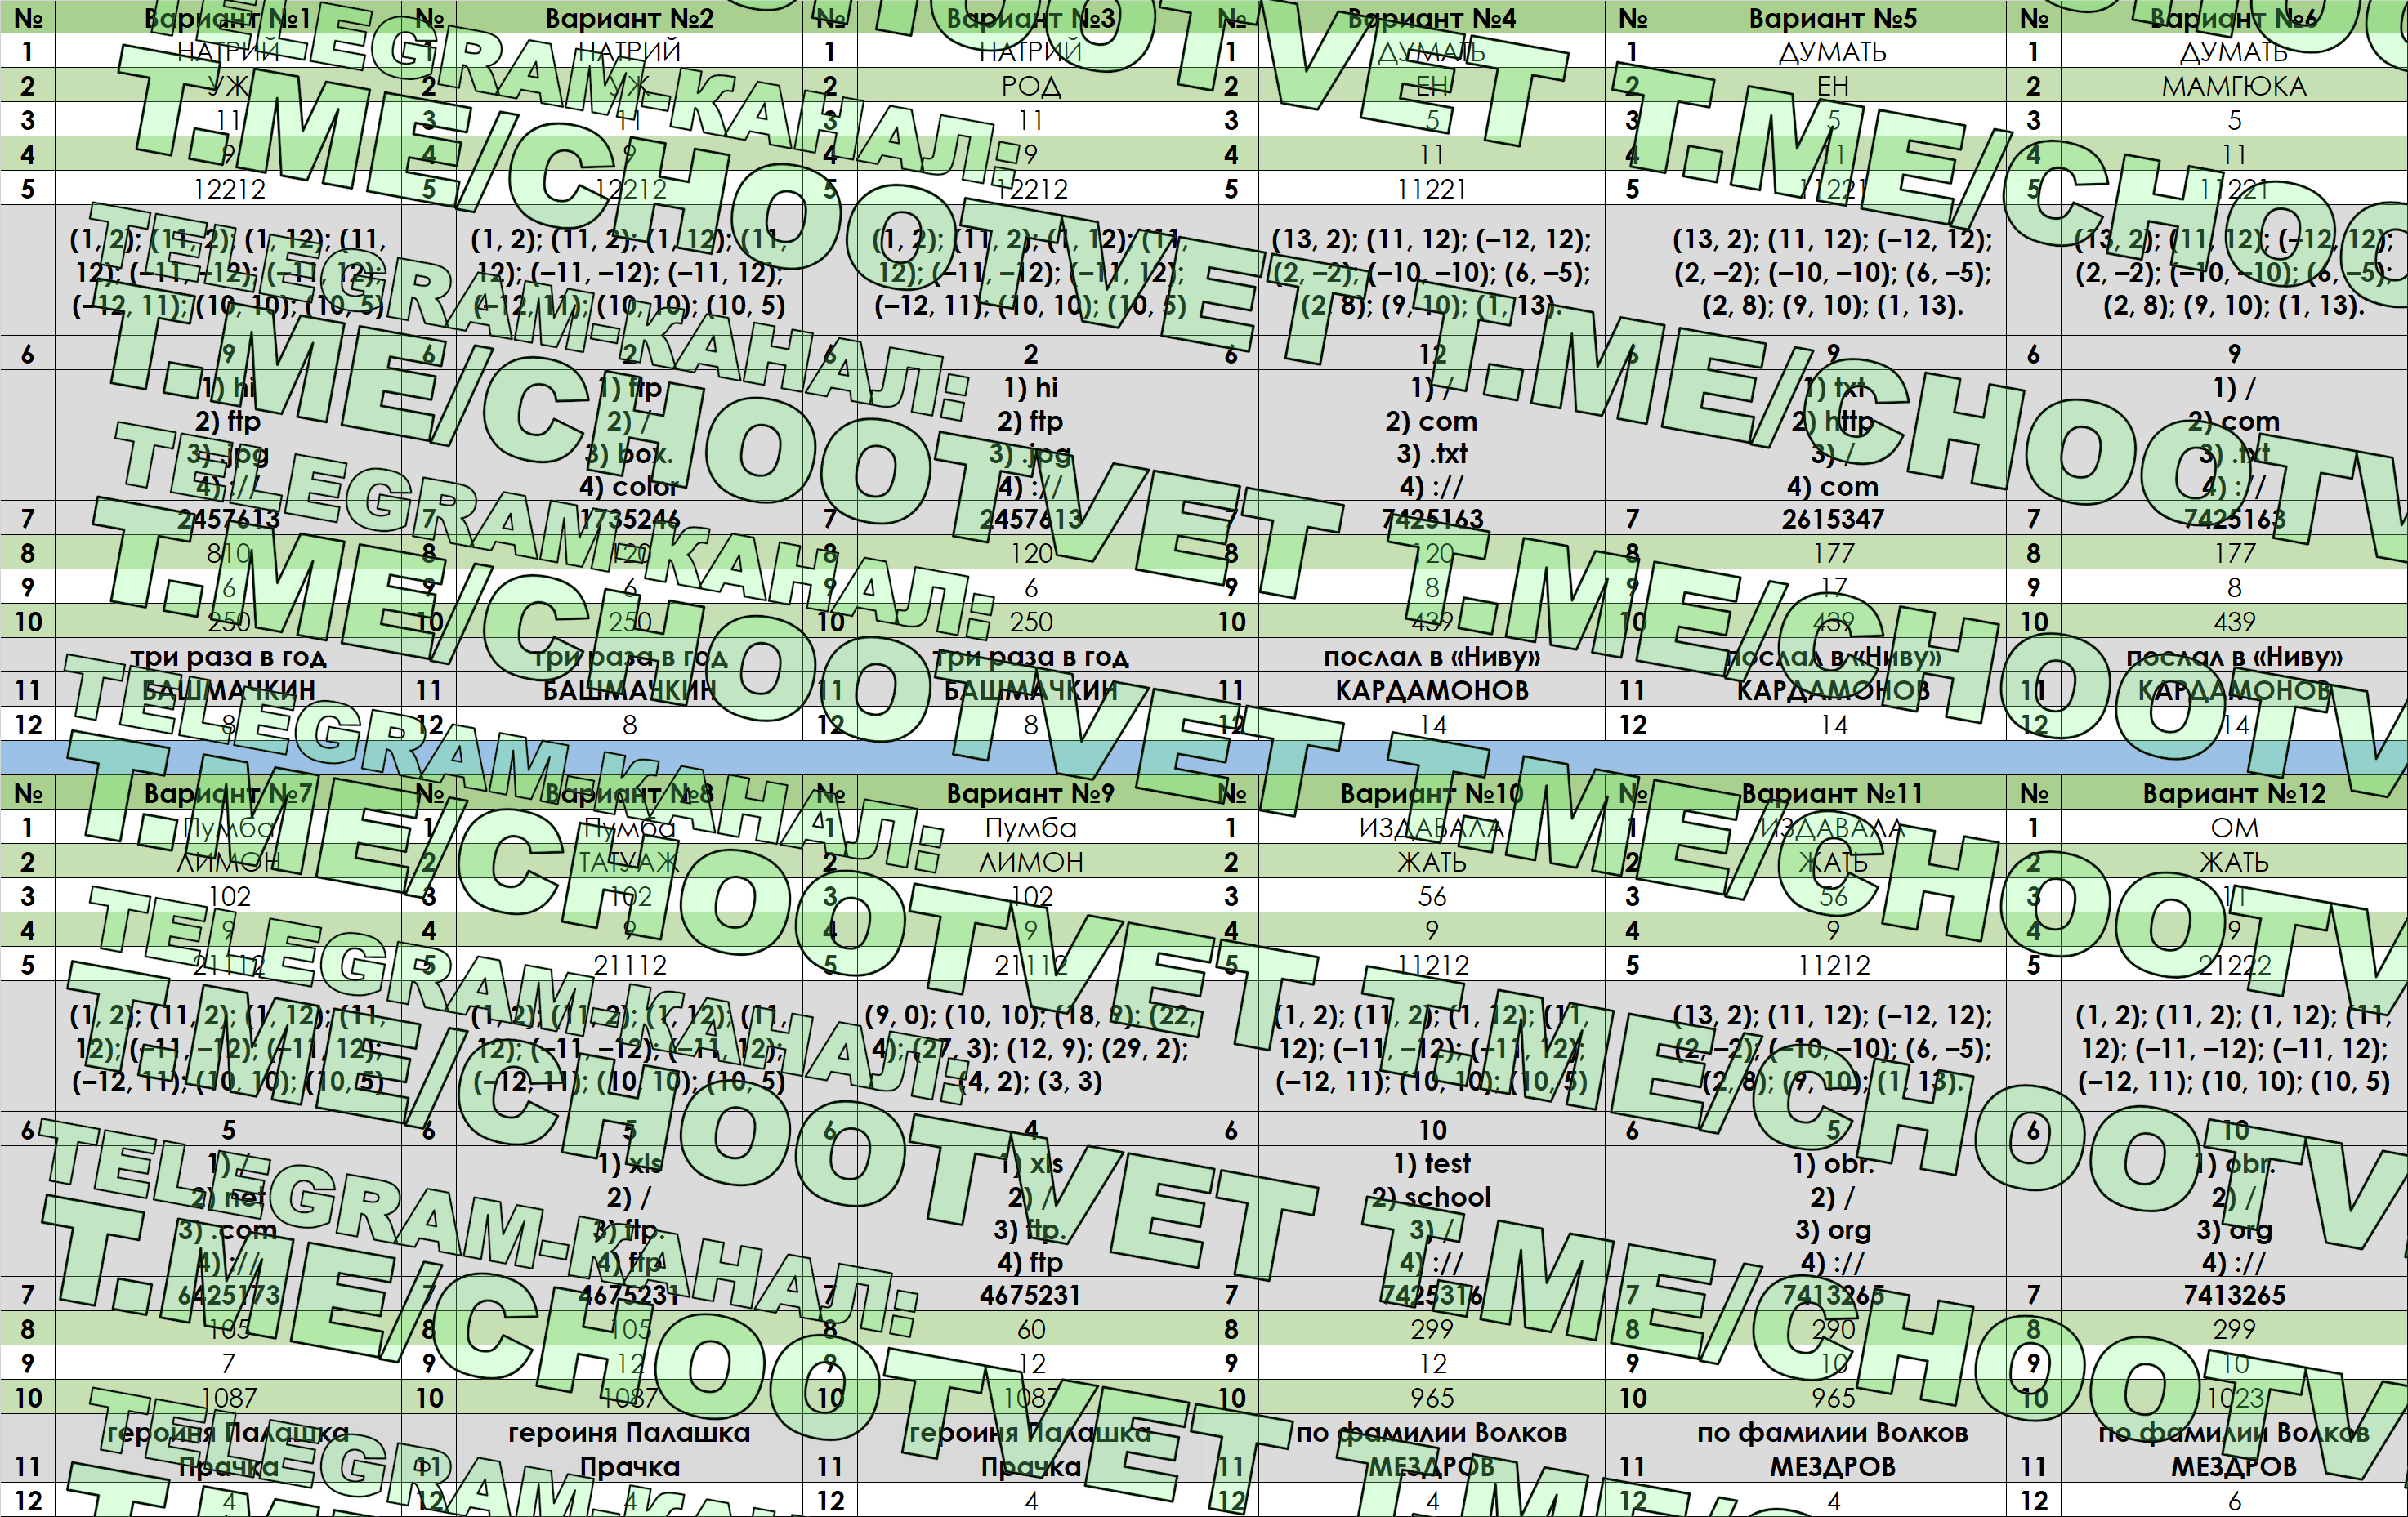 № Вариант №1 № Вариант №2 № Вариант №3 № Вариант №4 № Вариант №5 № Вариант №6
1 НАТРИЙ 1 НАТРИЙ 1 НАТРИЙ 1 ДУМАТЬ 1 ДУМАТЬ 1 ДУМАТЬ
2 УЖ 2 УЖ 2 РОД 2 ЕН 2 ЕН 2 МАМГЮКА
3 11 3 11 3 11 3 5 3 5 3 5
4 9 4 9 4 9 4 11 4 11 4 11
5 12212 5 12212 5 12212 5 11221 5 11221 5 11221
(1, 2); (11, 2); (1, 12); (11, (1, 2); (11, 2); (1, 12); (11, (1, 2); (11, 2); (1, 12); (11, (13, 2); (11, 12); (–12, 12); (13, 2); (11, 12); (–12, 12); (13, 2); (11, 12); (–12, 12);
12); (–11, –12); (–11, 12); 12); (–11, –12); (–11, 12); 12); (–11, –12); (–11, 12); (2, –2); (–10, –10); (6, –5); (2, –2); (–10, –10); (6, –5); (2, –2); (–10, –10); (6, –5);
(–12, 11); (10, 10); (10, 5) (–12, 11); (10, 10); (10, 5) (–12, 11); (10, 10); (10, 5) (2, 8); (9, 10); (1, 13). (2, 8); (9, 10); (1, 13). (2, 8); (9, 10); (1, 13).
6 9 6 2 6 2 6 12 6 9 6 9
1) hi 1) ftp 1) hi 1) / 1) txt 1) /
2) ftp 2) / 2) ftp 2) com 2) http 2) com
3) .jpg 3) box. 3) .jpg 3) .txt 3) / 3) .txt
4) :// 4) color 4) :// 4) :// 4) com 4) ://
7 2457613 7 1735246 7 2457613 7 7425163 7 2615347 7 7425163
8 810 8 120 8 120 8 120 8 177 8 177
9 6 9 6 9 6 9 8 9 17 9 8
10 250 10 250 10 250 10 439 10 439 10 439
три раза в год три раза в год три раза в год послал в «Ниву» послал в «Ниву» послал в «Ниву»
11 БАШМАЧКИН 11 БАШМАЧКИН 11 БАШМАЧКИН 11 КАРДАМОНОВ 11 КАРДАМОНОВ 11 КАРДАМОНОВ
12 8 12 8 12 8 12 14 12 14 12 14
№ Вариант №7 № Вариант №8 № Вариант №9 № Вариант №10 № Вариант №11 № Вариант №12
1 Пумба 1 Пумба 1 Пумба 1 ИЗДАВАЛА 1 ИЗДАВАЛА 1 ОМ
2 ЛИМОН 2 ТАТУАЖ 2 ЛИМОН 2 ЖАТЬ 2 ЖАТЬ 2 ЖАТЬ
3 102 3 102 3 102 3 56 3 56 3 11
4 9 4 9 4 9 4 9 4 9 4 9
5 21112 5 21112 5 21112 5 11212 5 11212 5 21222
(1, 2); (11, 2); (1, 12); (11, (1, 2); (11, 2); (1, 12); (11, (9, 0); (10, 10); (18, 9); (22, (1, 2); (11, 2); (1, 12); (11, (13, 2); (11, 12); (–12, 12); (1, 2); (11, 2); (1, 12); (11,
12); (–11, –12); (–11, 12); 12); (–11, –12); (–11, 12); 4); (27, 3); (12, 9); (29, 2); 12); (–11, –12); (–11, 12); (2, –2); (–10, –10); (6, –5); 12); (–11, –12); (–11, 12);
(–12, 11); (10, 10); (10, 5) (–12, 11); (10, 10); (10, 5) (4, 2); (3, 3) (–12, 11); (10, 10); (10, 5) (2, 8); (9, 10); (1, 13). (–12, 11); (10, 10); (10, 5)
6 5 6 5 6 4 6 10 6 5 6 10
1) / 1) xls 1) xls 1) test 1) obr. 1) obr.
2) net 2) / 2) / 2) school 2) / 2) /
3) .com 3) ftp. 3) ftp. 3) / 3) org 3) org
4) :// 4) ftp 4) ftp 4) :// 4) :// 4) ://
7 6425173 7 4675231 7 4675231 7 7425316 7 7413265 7 7413265
8 105 8 105 8 60 8 299 8 290 8 299
9 7 9 12 9 12 9 12 9 10 9 10
10 1087 10 1087 10 1087 10 965 10 965 10 1023
героиня Палашка героиня Палашка героиня Палашка по фамилии Волков по фамилии Волков по фамилии Волков
11 Прачка 11 Прачка 11 Прачка 11 МЕЗДРОВ 11 МЕЗДРОВ 11 МЕЗДРОВ
12 4 12 4 12 4 12 4 12 4 12 6
TELEGRAM-КАНАЛ:
T.ME/CHOOTVET T.ME/CHOOTVET
TELEGRAM-КАНАЛ:
T.ME/CHOOTVET T.ME/CHOOTVET
TELEGRAM-КАНАЛ:
T.ME/CHOOTVET T.ME/CHOOTVET
TELEGRAM-КАНАЛ:
T.ME/CHOOTVET T.ME/CHOOTVET
TELEGRAM-КАНАЛ:
T.ME/CHOOTVET T.ME/CHOOTVET
TELEGRAM-КАНАЛ:
T.ME/CHOOTVET